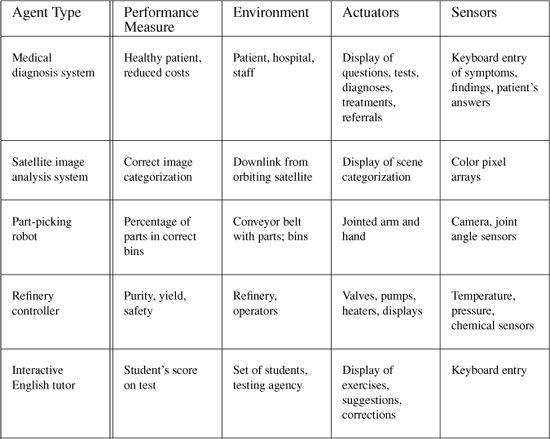 Agent Type
Performance
Measure
Environment
Actuators
Sensors
Medical
diagnosis system
Healthy patient,
reduced costs
Patient, hospital,
staff
Display of
questions, tests,
diagnoses,
treatments,
referrals
Keyboard entry
of symptoms,
findings, patient's
answers
Satellite image
analysis system
Correct image
categorization
Downlink from
orbiting satellite
Display of scene
categorization
Color pixel
arrays
Part-picking
robot
Percentage of
parts in correct
bins
Conveyor belt
with parts; bins
Jointed arm and
hand
Camera, joint
angle sensors
Refinery
controller
Purity, yield,
safety
Refinery,
operators
Valves, pumps,
heaters, displays
Temperature,
pressure,
chemical sensors
Interactive
English tutor
Student's score
on test
Set of students,
testing agency
Display of
exercises,
suggestions,
corrections
Keyboard entry